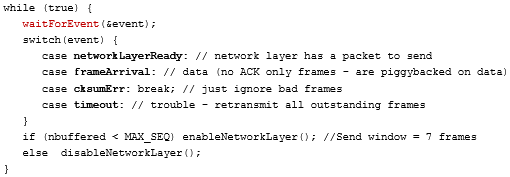 while (true) {
waitForEvent(&event);
switch(event) {
case networkLayerReady: // network layer has a packet to send
case frameArrival: // data (no ACK only frames - are piggybacked on data)
case cksumErr: break; // just ignore bad frames
case timeout: // trouble - retransmit all outstanding frames
}
if (nbuffered < MAX_SEQ) enableNetworkLayer(); //Send window = 7 frames
else disableNetworkLayer();
}